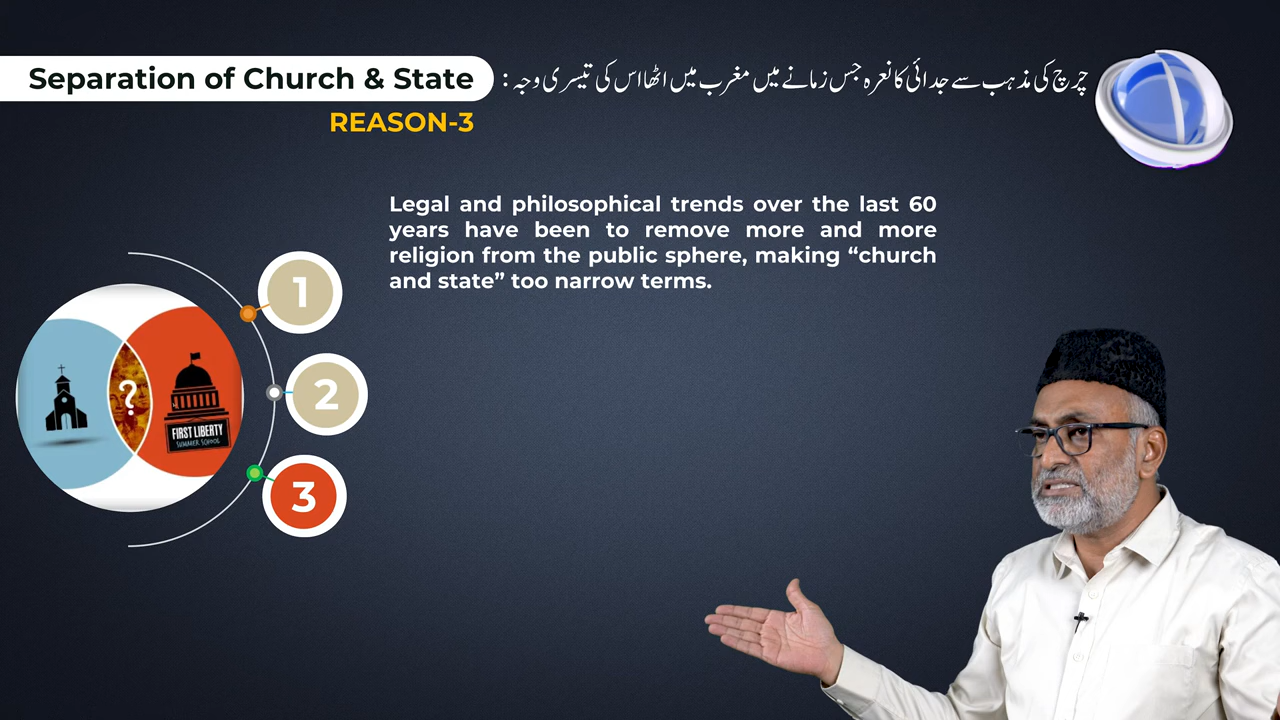 Separation of Church & State
چرچ کی مذہب سے جدائی کا نعرہ جس زمانے میں مغرب میں اٹھا اس کی تیسری وجہ :
REASON-3
Legal and philosophical trends over the last 60
years have been to remove more and more
religion from the public sphere, making “church
and state” too narrow terms.
1
2
3
?
FIRST LIBERTY
SUMMER SCHOOL